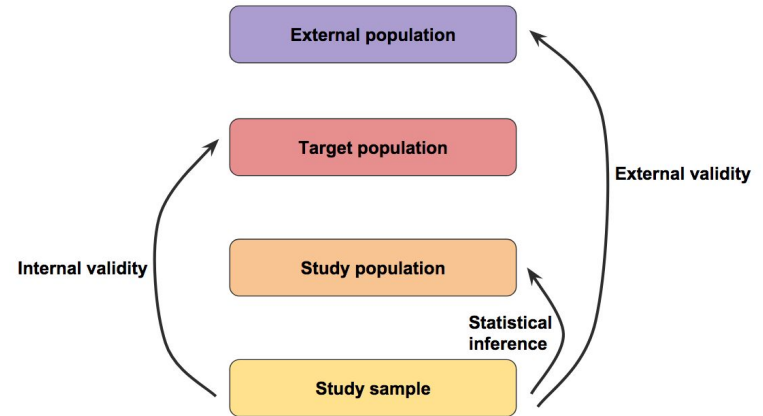 External population
Target population
External validity
Internal validity
Study population
Statistical
inference
Study sample